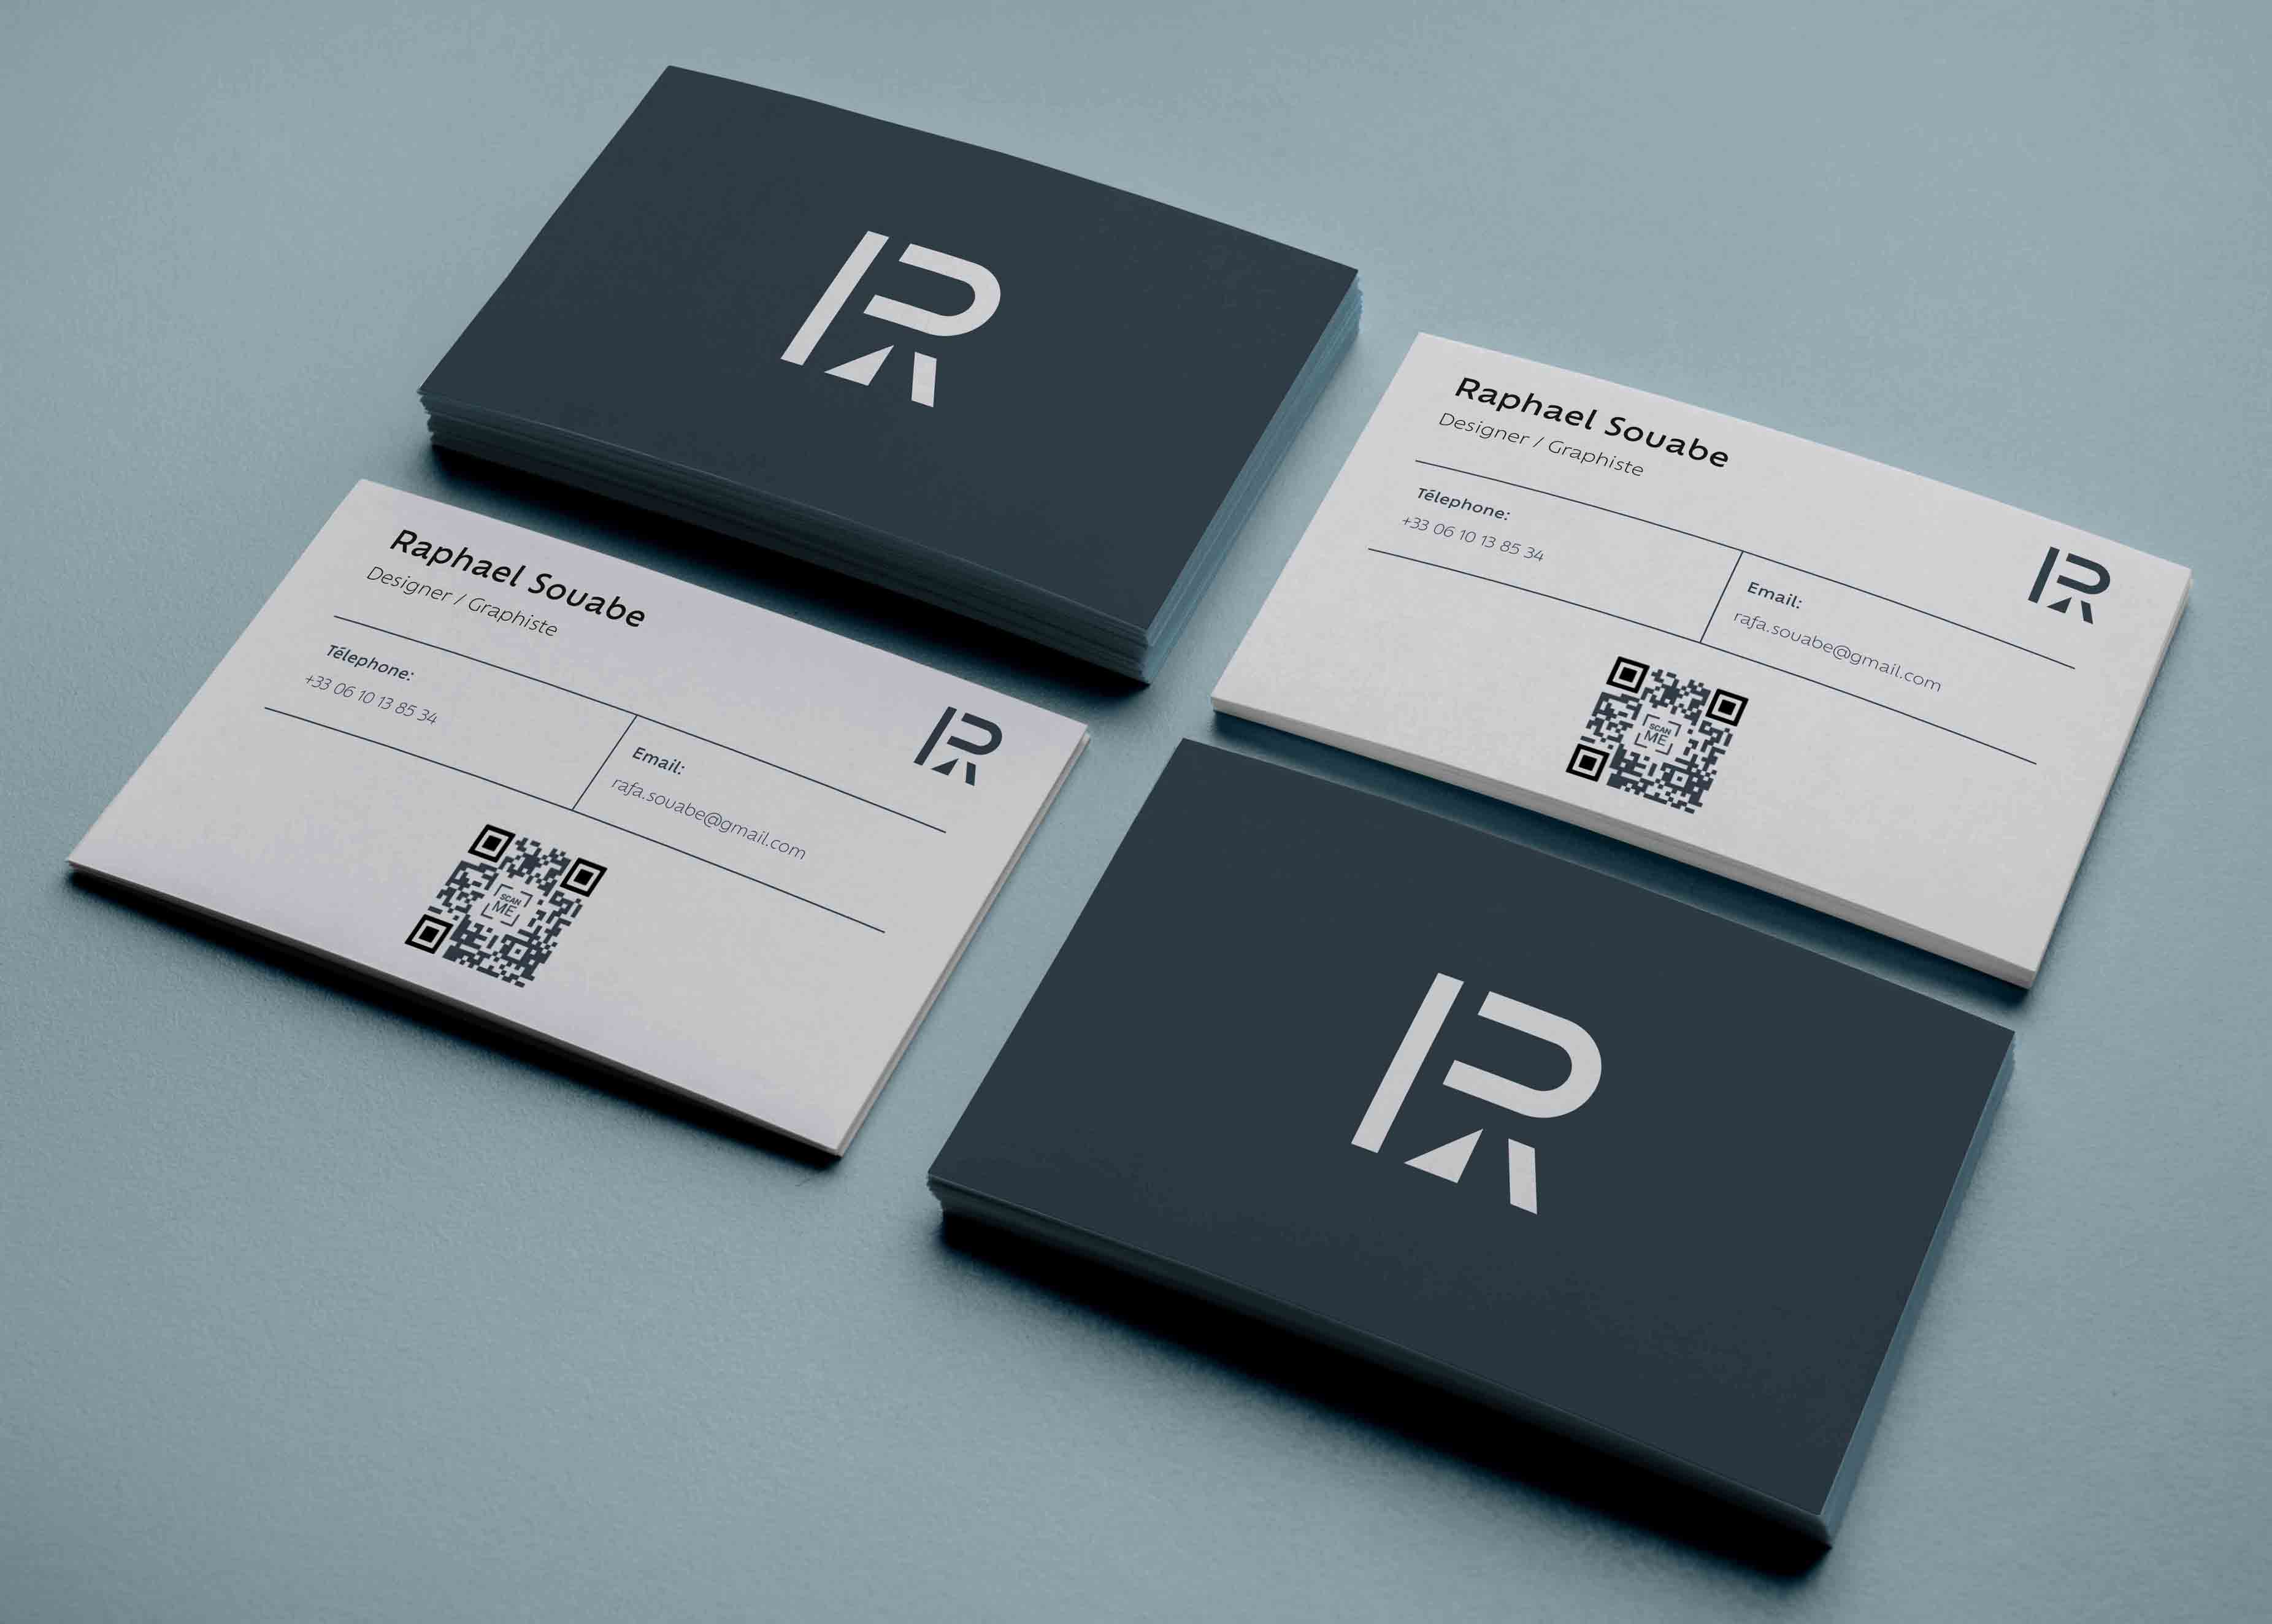 R
Raphael Souabe
Designer / Graphiste
Télephone:
+33 06 10 13 85 34
Email:
rafa.souabe@gmail.com
R
SCAN
ME
Raphael Souabe
Designer / Graphiste
Télephone:
+33 06 10 13 85 34
Email:
rafa.souabe@gmail.com
R
SCAN
ME
R